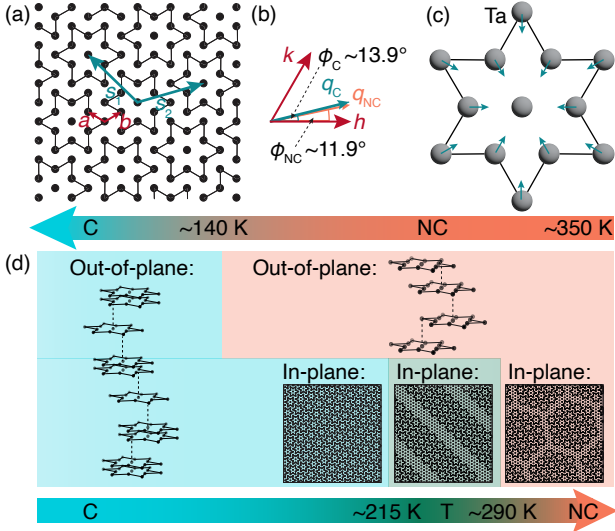 (a)
s₁
s₂
a
b
(b)
k
ϕC ~13.9°
qC
qNC
h
ϕNC ~11.9°
(c)
Ta
C
~140 K
NC
~350 K
(d)
Out-of-plane:
Out-of-plane:
In-plane:
In-plane:
In-plane:
C
~215 K
T
~290 K
NC